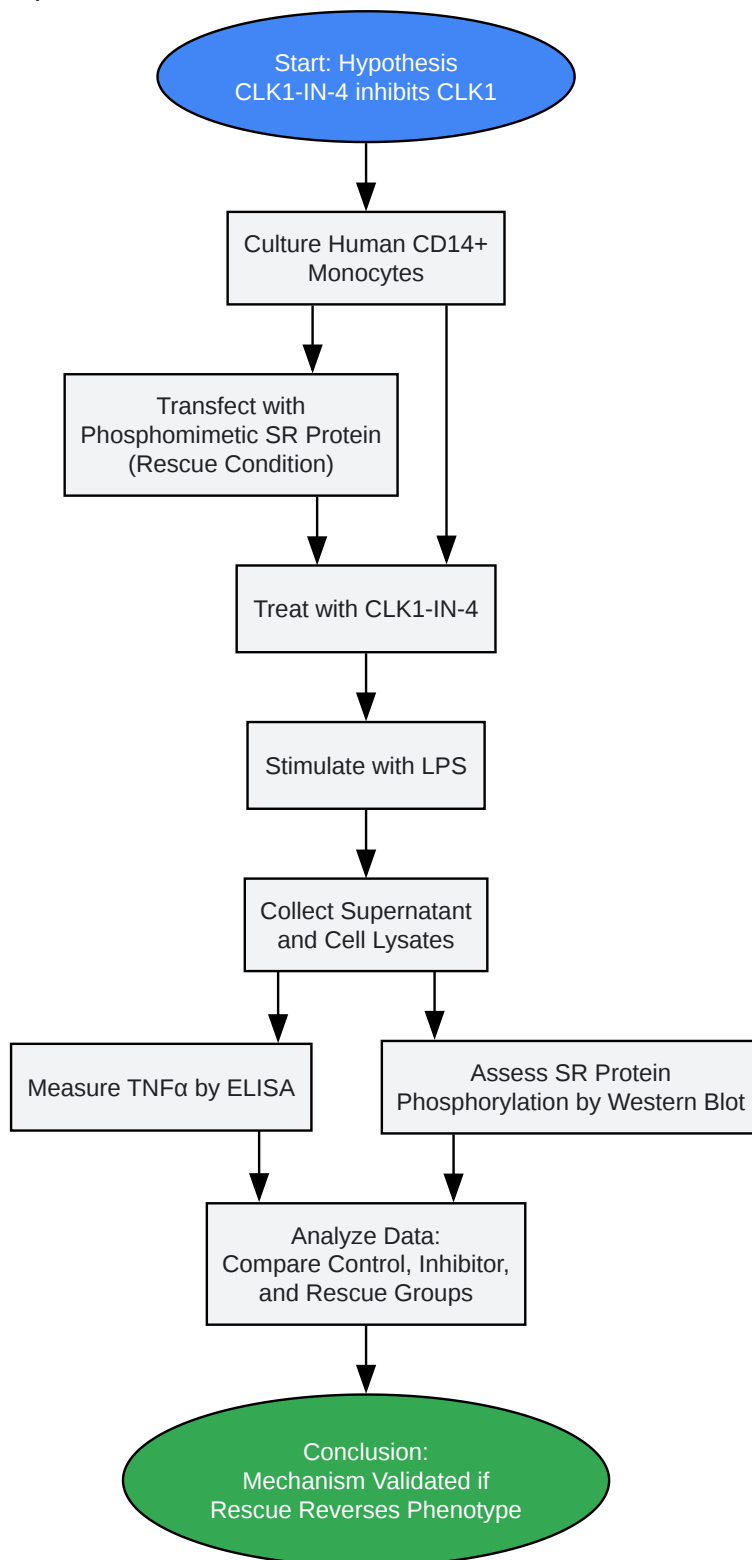 Start: Hypothesis
CLK1-IN-4 inhibits CLK1
Culture Human CD14+
Monocytes
Transfect with
Phosphomimetic SR Protein
(Rescue Condition)
Treat with CLK1-IN-4
Stimulate with LPS
Collect Supernatant
and Cell Lysates
Measure TNFα by ELISA
Assess SR Protein
Phosphorylation by Western Blot
Analyze Data:
Compare Control, Inhibitor,
and Rescue Groups
Conclusion:
Mechanism Validated if
Rescue Reverses Phenotype